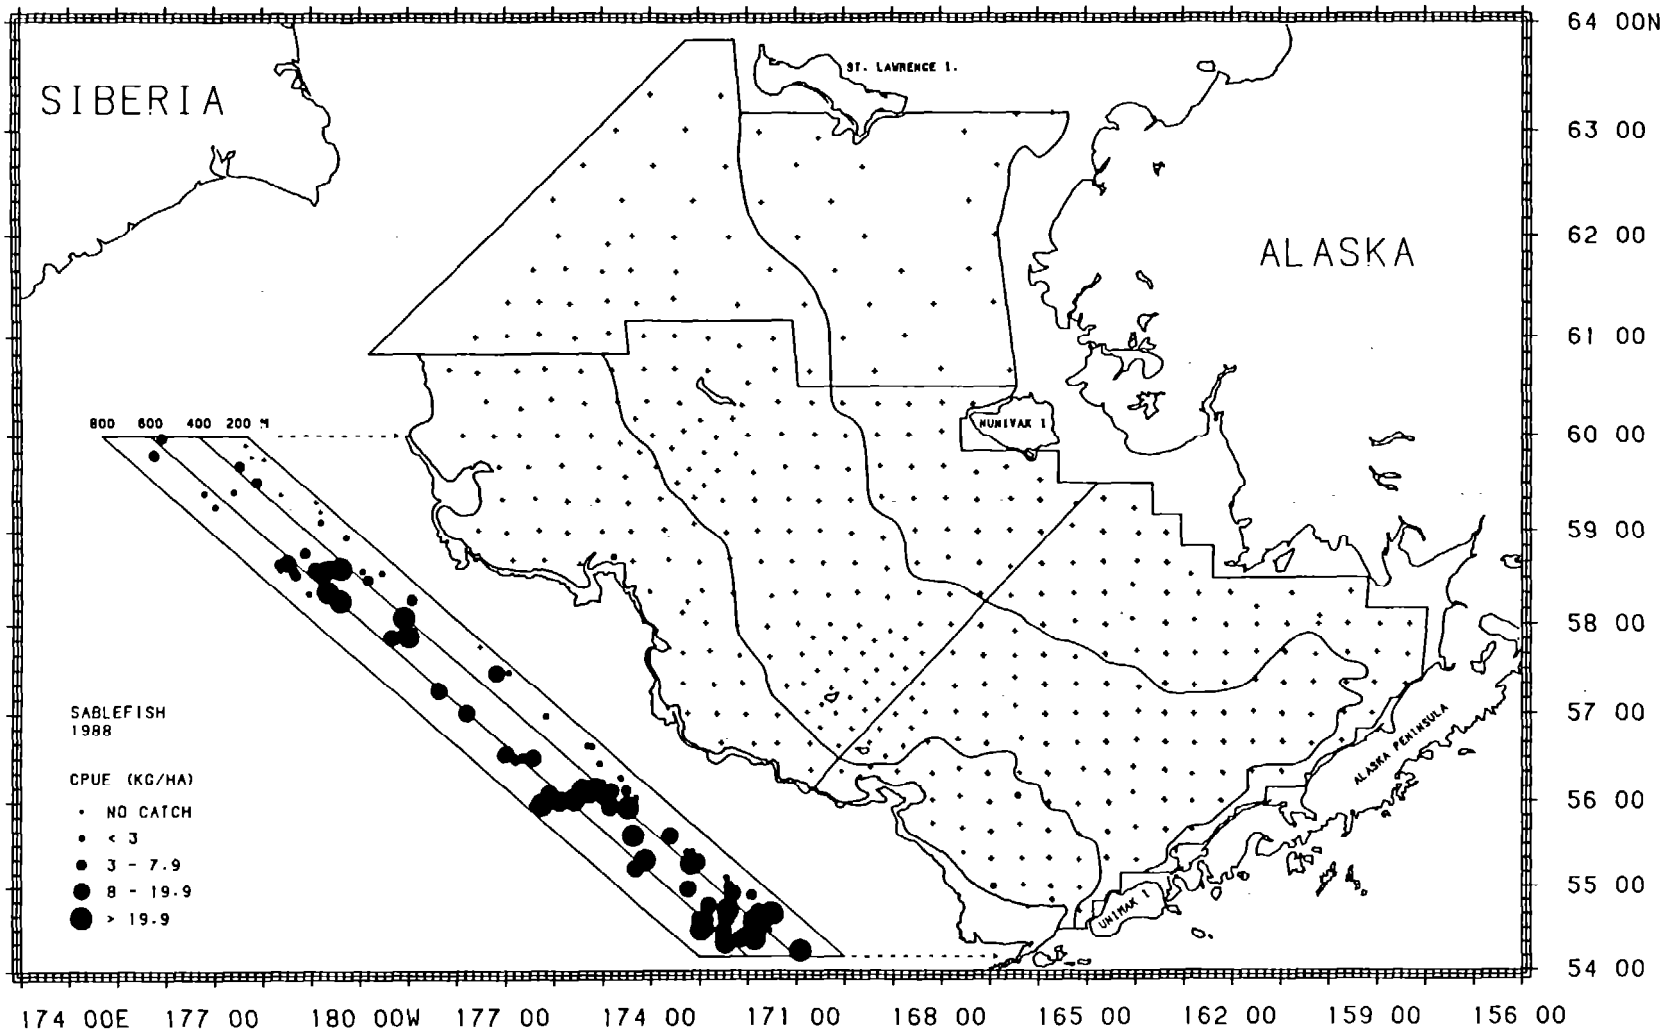 64 00N
ST. LAWRENCE I.
SIBERIA
63 00
62 00
ALASKA
61 00
800 600 400 200 M
NUNIVAK I
60 00
59 00
58 00
SABLEFISH
1988
57 00
ALASKA PENINSULA
CPUE (KG/HA)
NO CATCH
56 00
< 3
3 - 7.9
8 - 19.9
55 00
> 19.9
UNIMAK I
54 00
174 00E 177 00 180 00W 177 00 174 00 171 00 168 00 165 00 162 00 159 00 156 00